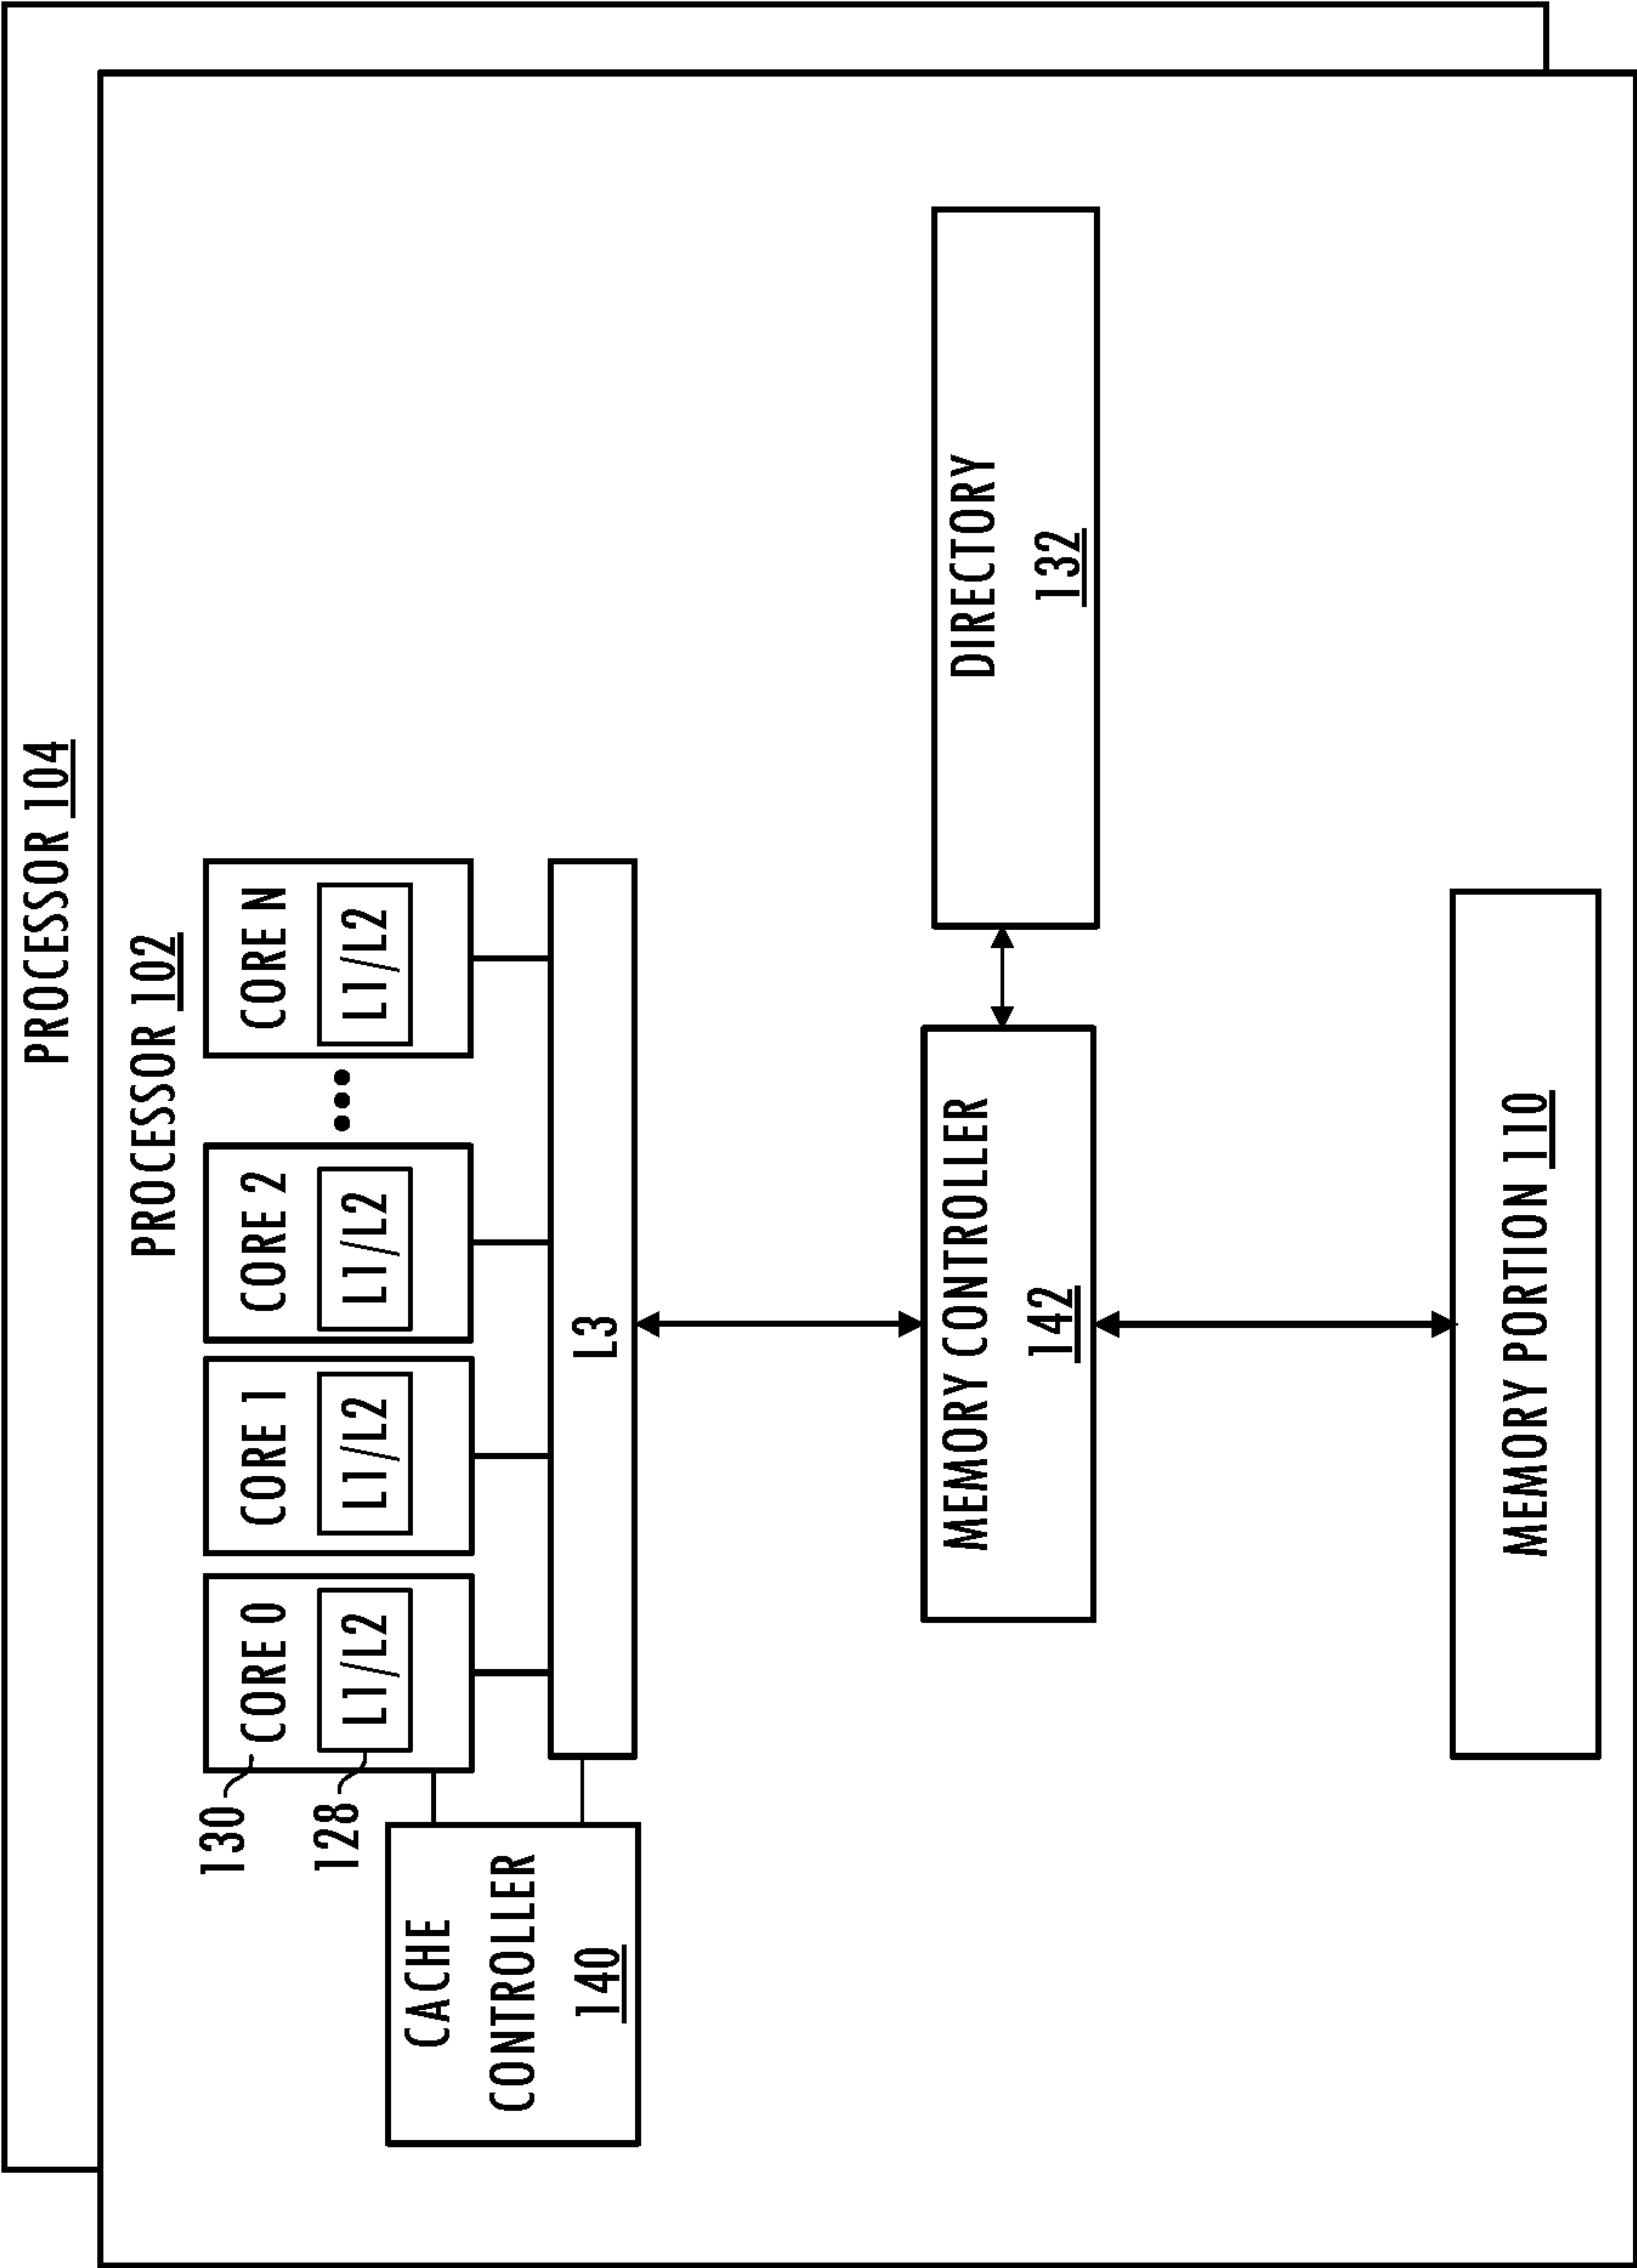 PROCESSOR 104
PROCESSOR 102
130
CORE 0
CORE 1
CORE 2
CORE N
128
L1/L2
L1/L2
L1/L2
L1/L2
CACHE
CONTROLLER
140
L3
MEMORY CONTROLLER
142
DIRECTORY
132
MEMORY PORTION 110